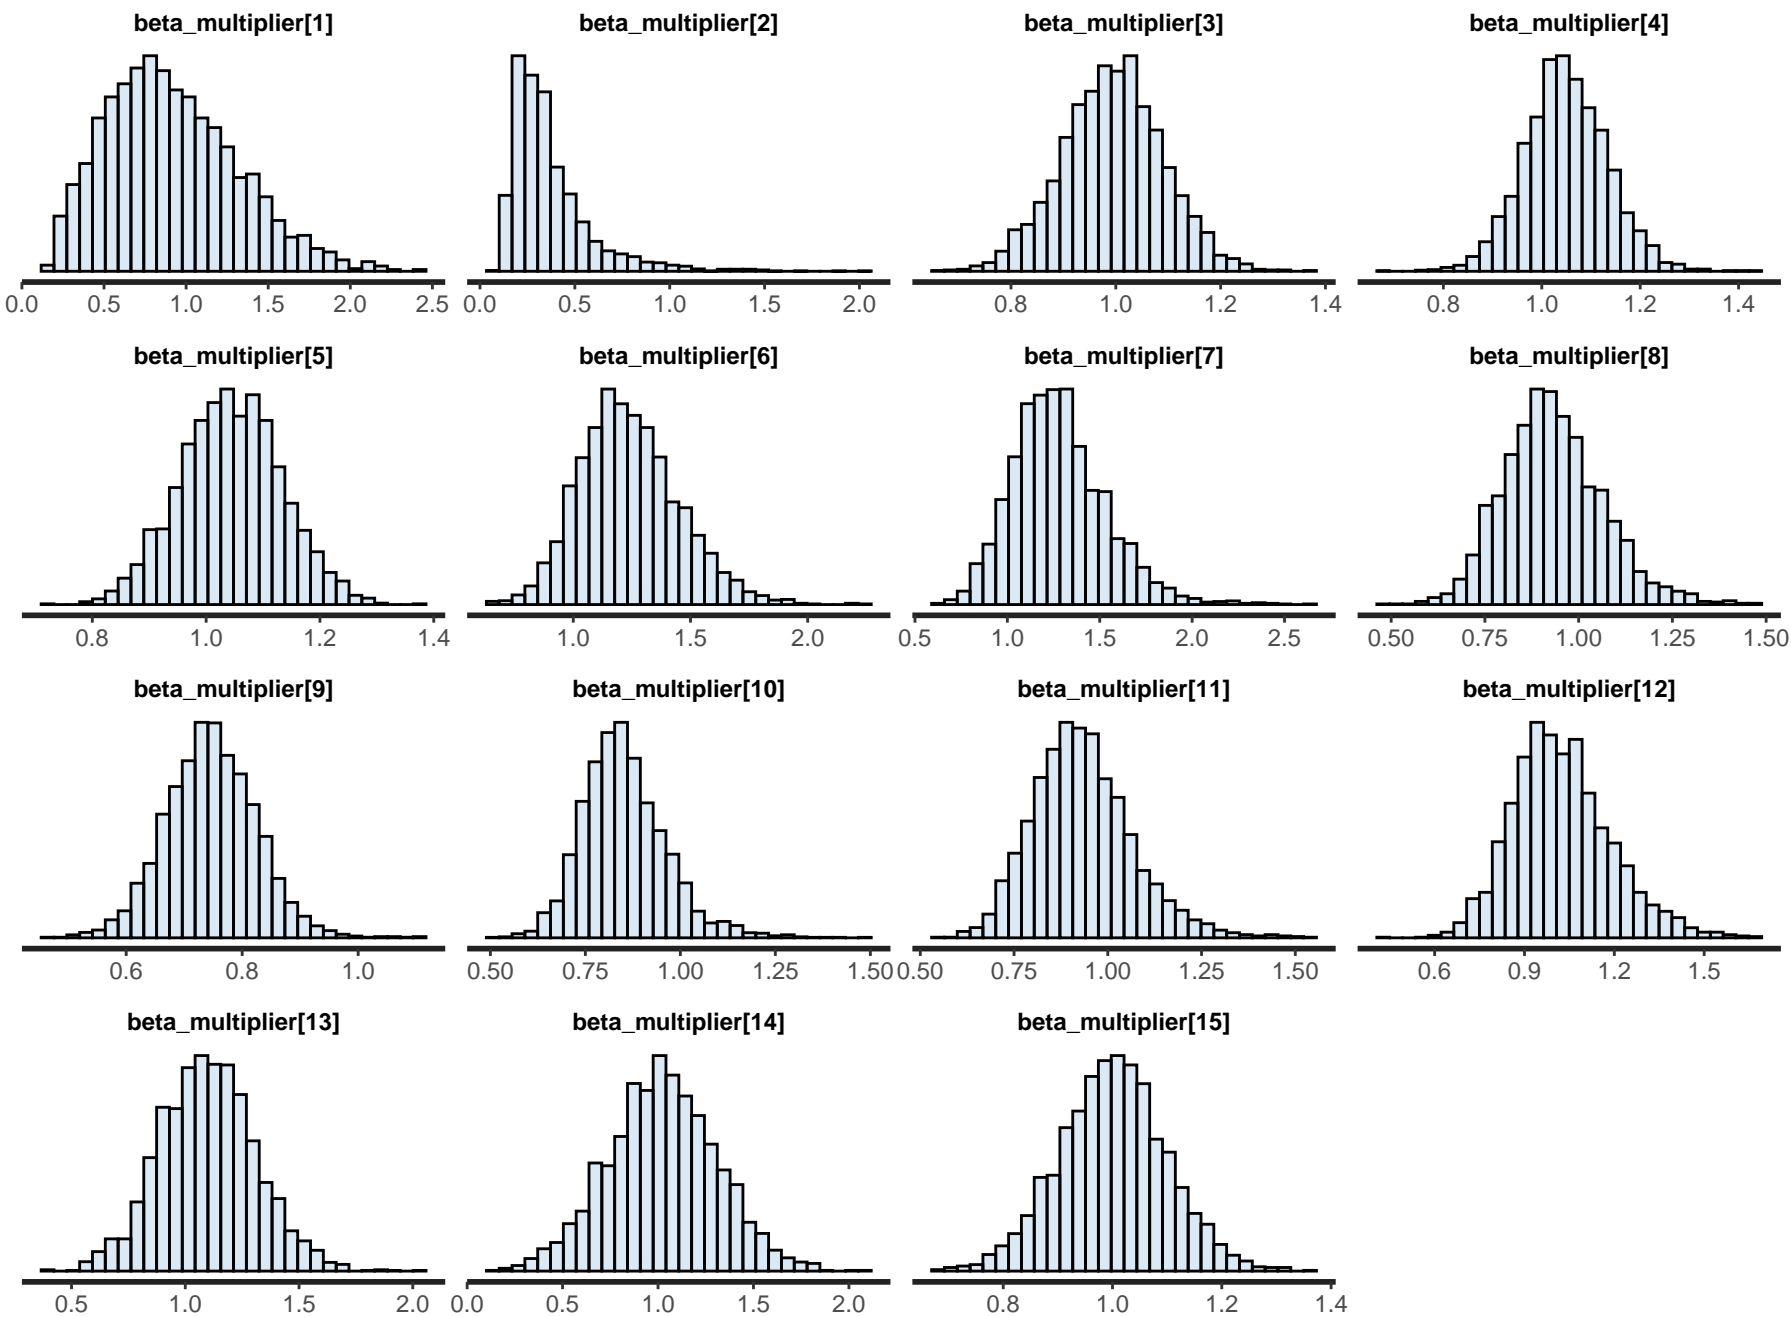 beta_multiplier[1] beta_multiplier[2] beta_multiplier[3] beta_multiplier[4]
0.0 0.5 1.0 1.5 2.0 2.5 0.0 0.5 1.0 1.5 2.0 0.8 1.0 1.2 1.4 0.8 1.0 1.2 1.4
beta_multiplier[5] beta_multiplier[6] beta_multiplier[7] beta_multiplier[8]
0.8 1.0 1.2 1.4 1.0 1.5 2.0 0.5 1.0 1.5 2.0 2.5 0.50 0.75 1.00 1.25 1.50
beta_multiplier[9] beta_multiplier[10] beta_multiplier[11] beta_multiplier[12]
0.6 0.8 1.0 0.50 0.75 1.00 1.25 1.50 0.50 0.75 1.00 1.25 1.50 0.6 0.9 1.2 1.5
beta_multiplier[13] beta_multiplier[14] beta_multiplier[15]
0.5 1.0 1.5 2.0 0.0 0.5 1.0 1.5 2.0 0.8 1.0 1.2 1.4